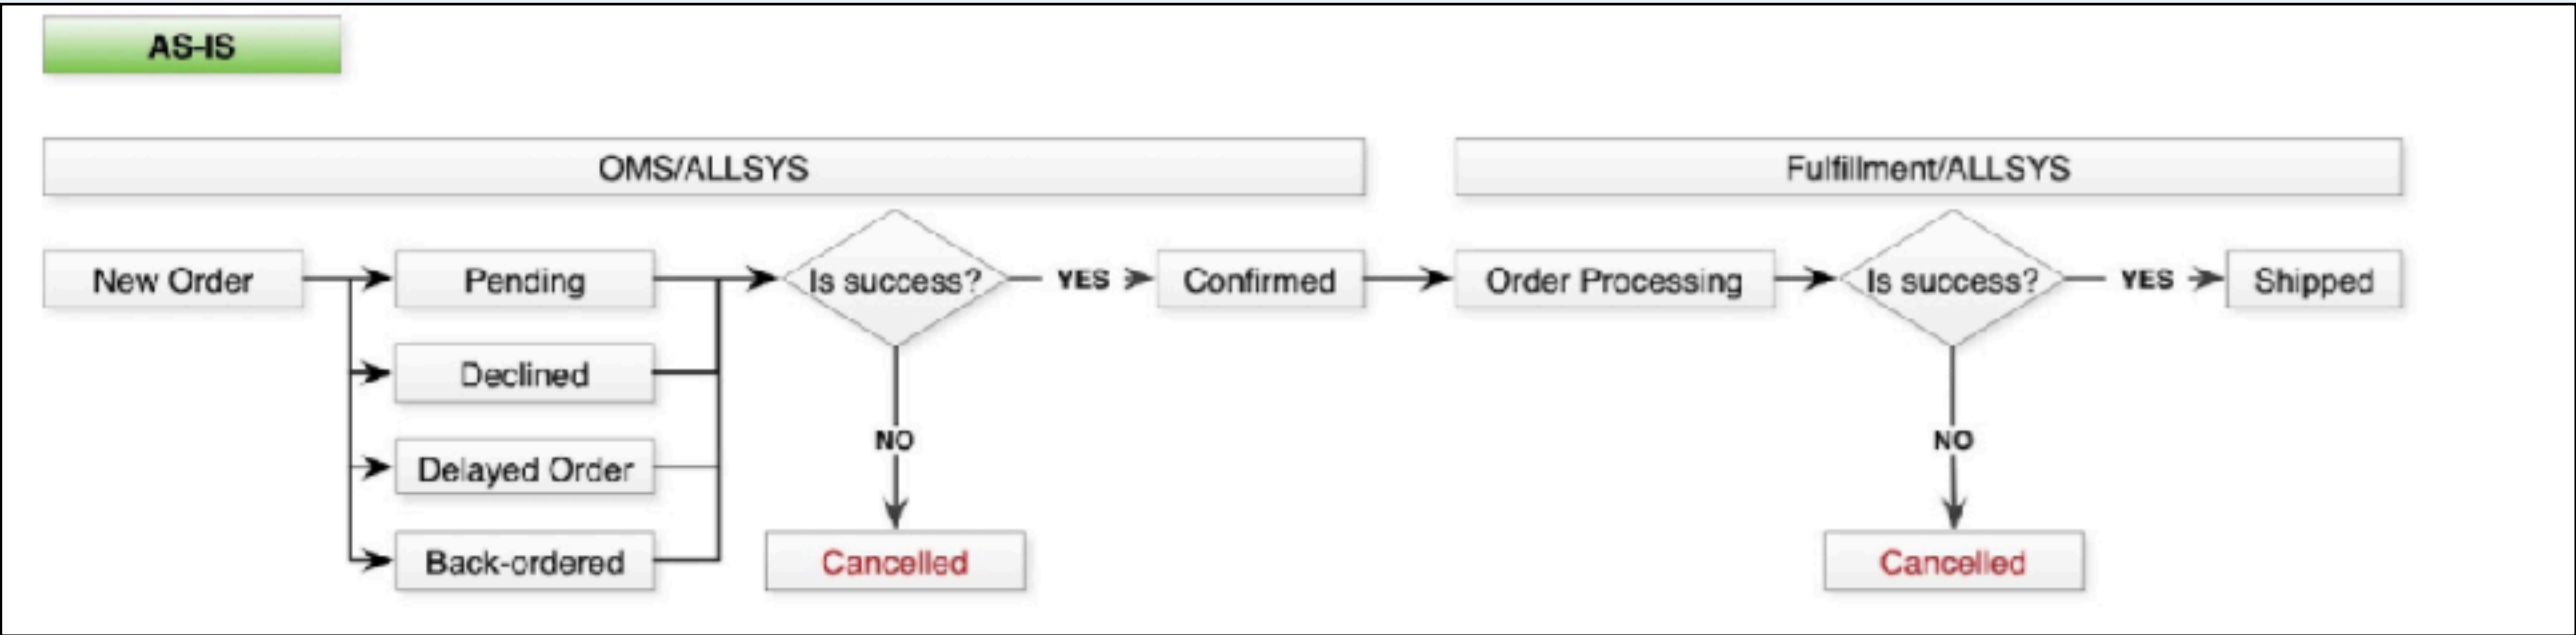 AS-IS
OMS/ALLSYS
Fulfillment/ALLSYS
New Order
Pending
Is success?
YES
Confirmed
Order Processing
Is success?
YES
Shipped
Declined
NO
NO
Delayed Order
Back-ordered
Cancelled
Cancelled